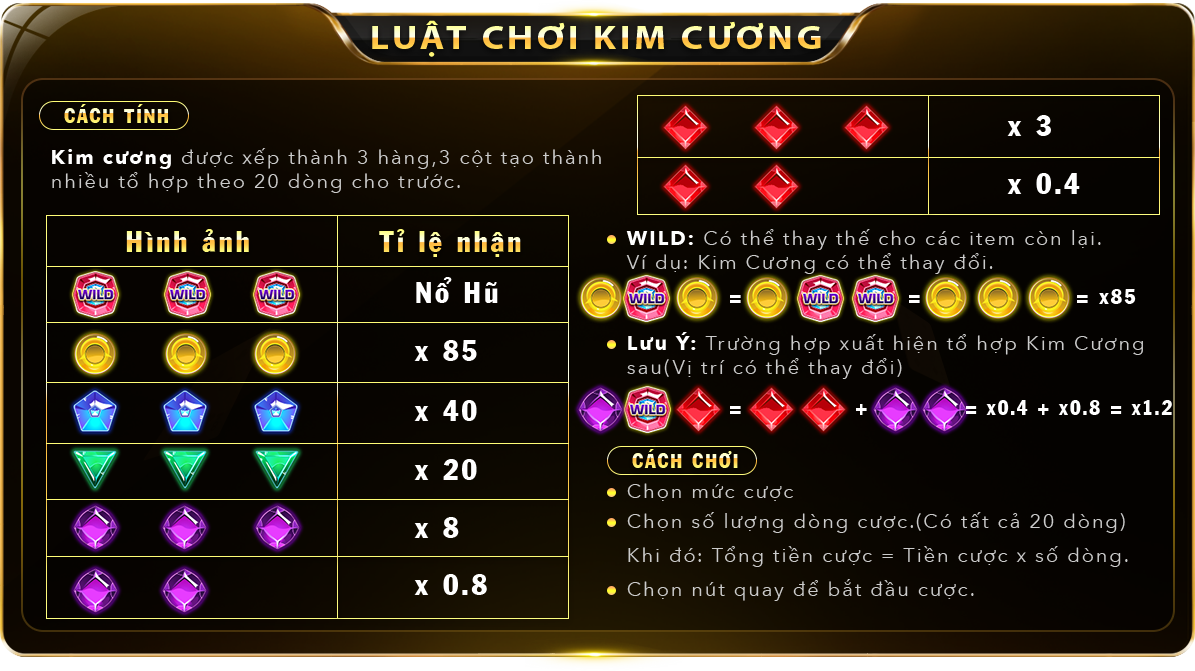 LUẬT CHƠI KIM CƯƠNG
CÁCH TÍNH
Kim cương được xếp thành 3 hàng,3 cột tạo thành
nhiều tổ hợp theo 20 dòng cho trước.
Hình ảnh Tỉ lệ nhận
WILD WILD WILD Nổ Hũ
x 85
x 40
x 20
x 8
x 0.8
x 3
x 0.4
WILD: Có thể thay thế cho các item còn lại.
Ví dụ: Kim Cương có thể thay đổi.
WILD = WILD WILD = = x85
Lưu Ý: Trường hợp xuất hiện tổ hợp Kim Cương
sau(Vị trí có thể thay đổi)
WILD = + = x0.4 + x0.8 = x1.2
CÁCH CHƠI
Chọn mức cược
Chọn số lượng dòng cược.(Có tất cả 20 dòng)
Khi đó: Tổng tiền cược = Tiền cược x số dòng.
Chọn nút quay để bắt đầu cược.